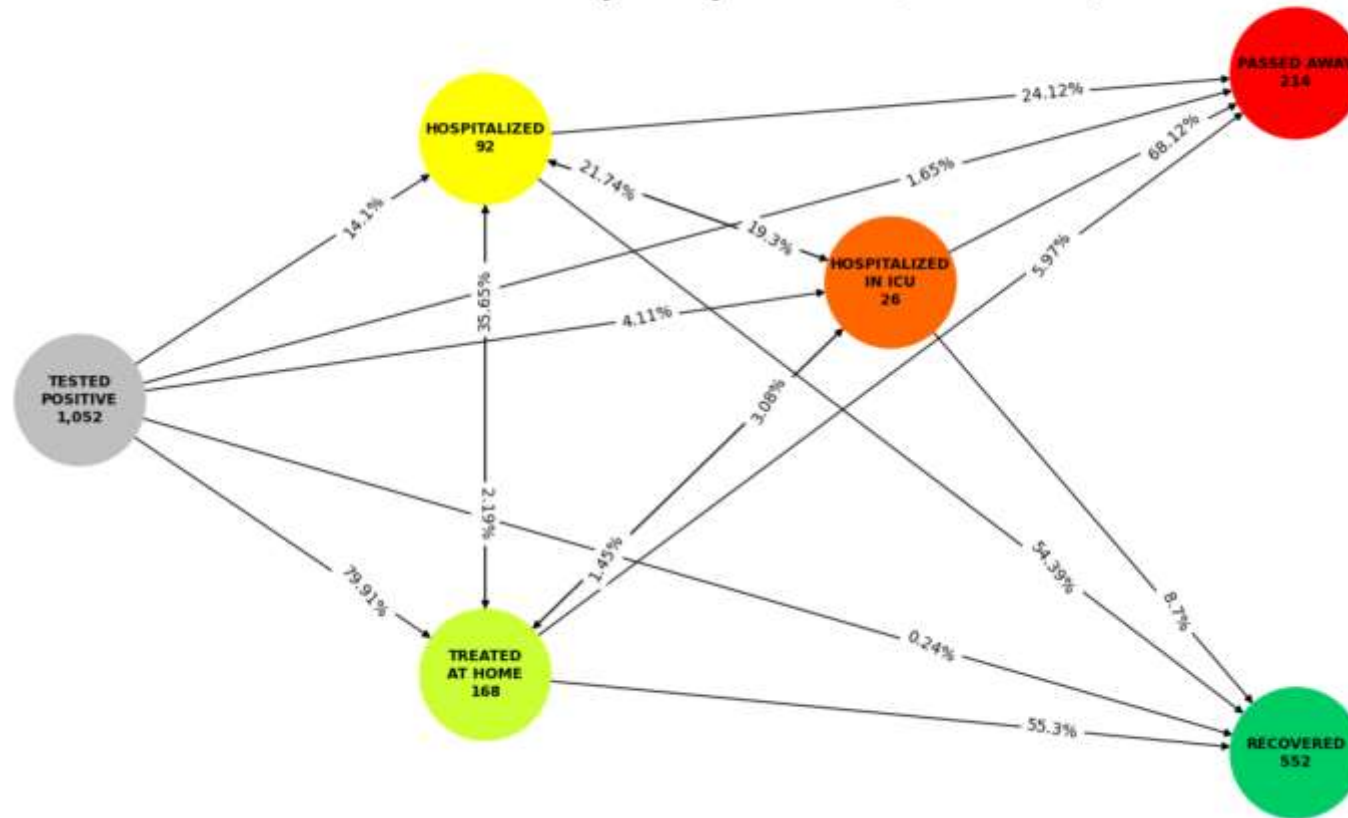 PASSED AWAY
214
24.12%
HOSPITALIZED
92
68.12%
21.74%
1.65%
14.1%
19.3%
5.97%
HOSPITALIZED
IN ICU
26
35.65%
4.11%
TESTED
POSITIVE
1,052
3.08%
2.19%
1.45%
54.39%
79.91%
8.7%
0.24%
TREATED
AT HOME
168
55.3%
RECOVERED
552